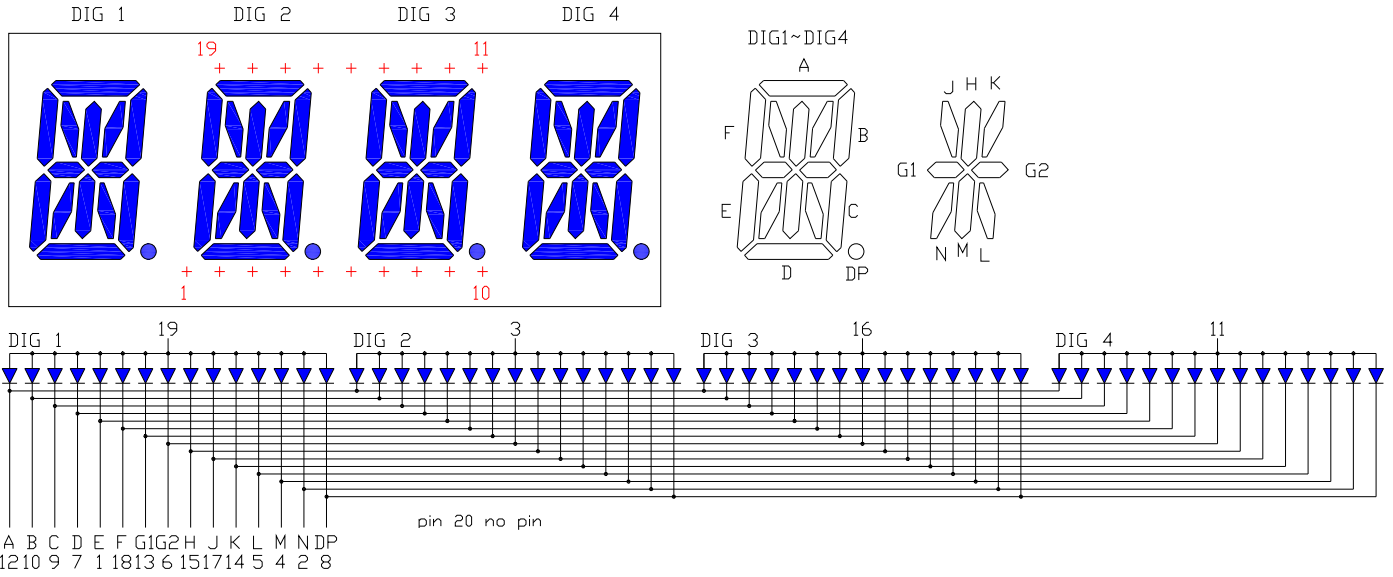 DIG 1 DIG 2 DIG 3 DIG 4
19 11
1 10
DIG1~DIG4
A
F B
E C
D DP
J H K
G1 G2
N M L
DIG 1 19 DIG 2 3 DIG 3 16 DIG 4 11
pin 20 no pin
A B C D E F G1 G2 H J K L M N DP
12 10 9 7 1 18 13 6 15 17 14 5 4 2 8